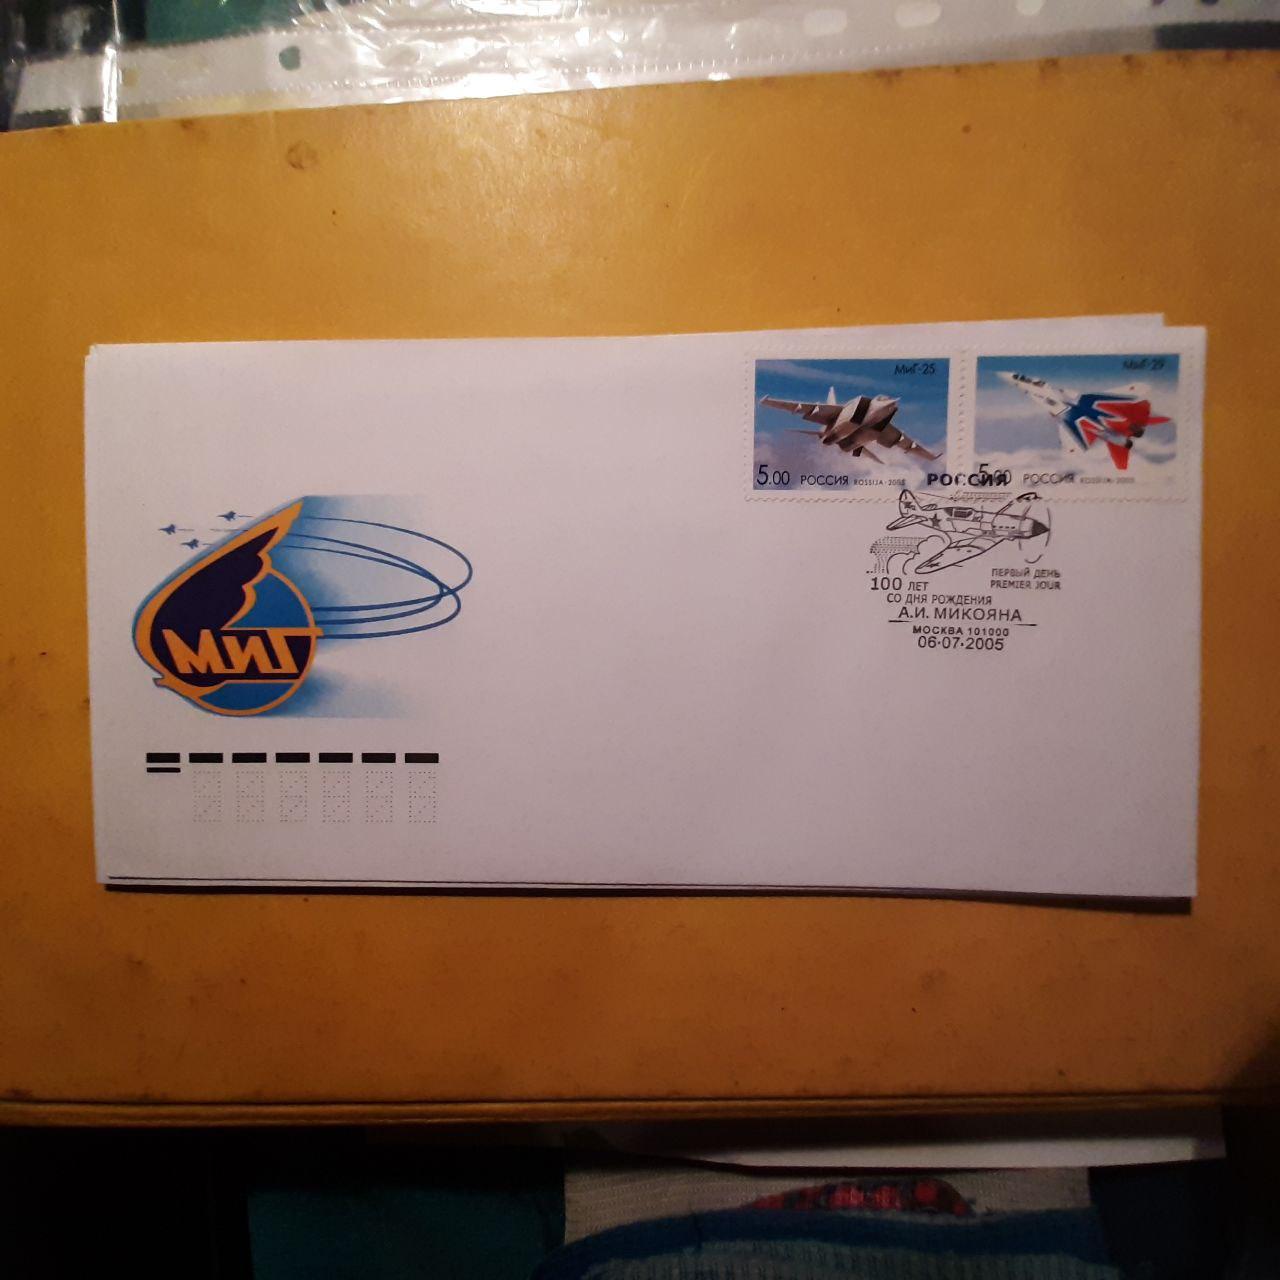 МиГ-25
5.00 РОССИЯ ROSSIJA·2005
МиГ-29
5.00 РОССИЯ ROSSIJA·2005
РОССИЯ
ПЕРВЫЙ ДЕНЬ
PREMIER JOUR
100 ЛЕТ
СО ДНЯ РОЖДЕНИЯ
А.И. МИКОЯНА
МОСКВА 101000
06·07·2005
МиГ